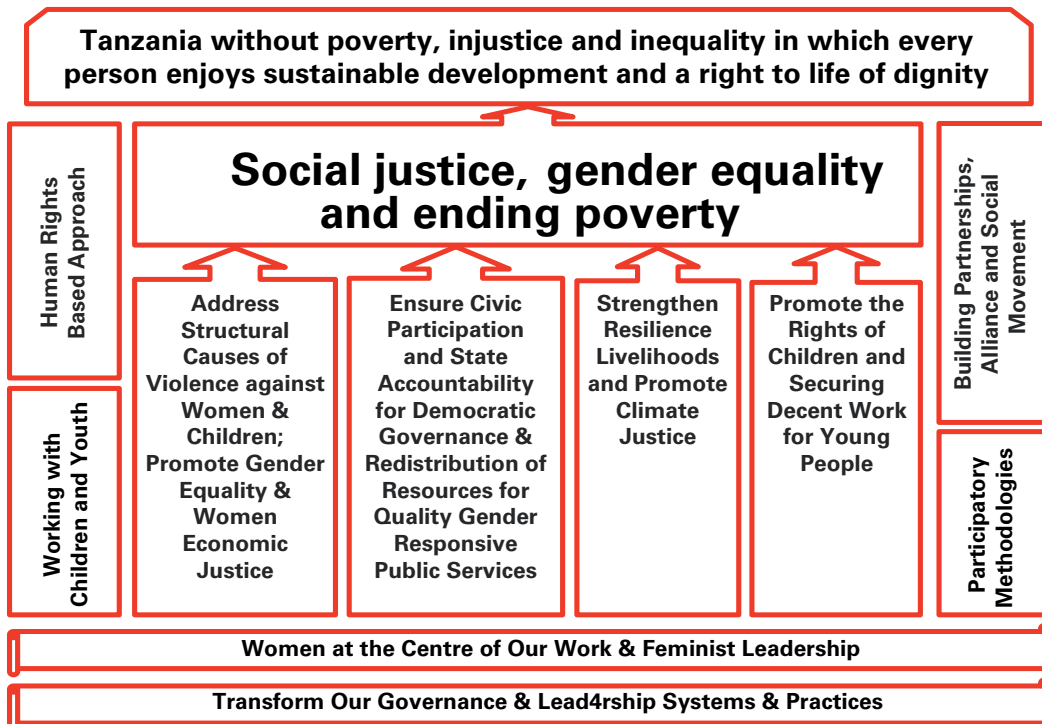 Tanzania without poverty, injustice and inequality in which every
person enjoys sustainable development and a right to life of dignity
Social justice, gender equality
and ending poverty
Human Rights
Based Approach
Working with
Children and Youth
Address
Structural
Causes of
Violence against
Women &
Children;
Promote Gender
Equality &
Women
Economic
Justice
Ensure Civic
Participation
and State
Accountability
for Democratic
Governance &
Redistribution of
Resources for
Quality Gender
Responsive
Public Services
Strengthen
Resilience
Livelihoods
and Promote
Climate
Justice
Promote the
Rights of
Children and
Securing
Decent Work
for Young
People
Building Partnerships,
Alliance and Social
Movement
Participatory
Methodologies
Women at the Centre of Our Work & Feminist Leadership
Transform Our Governance & Lead4rship Systems & Practices